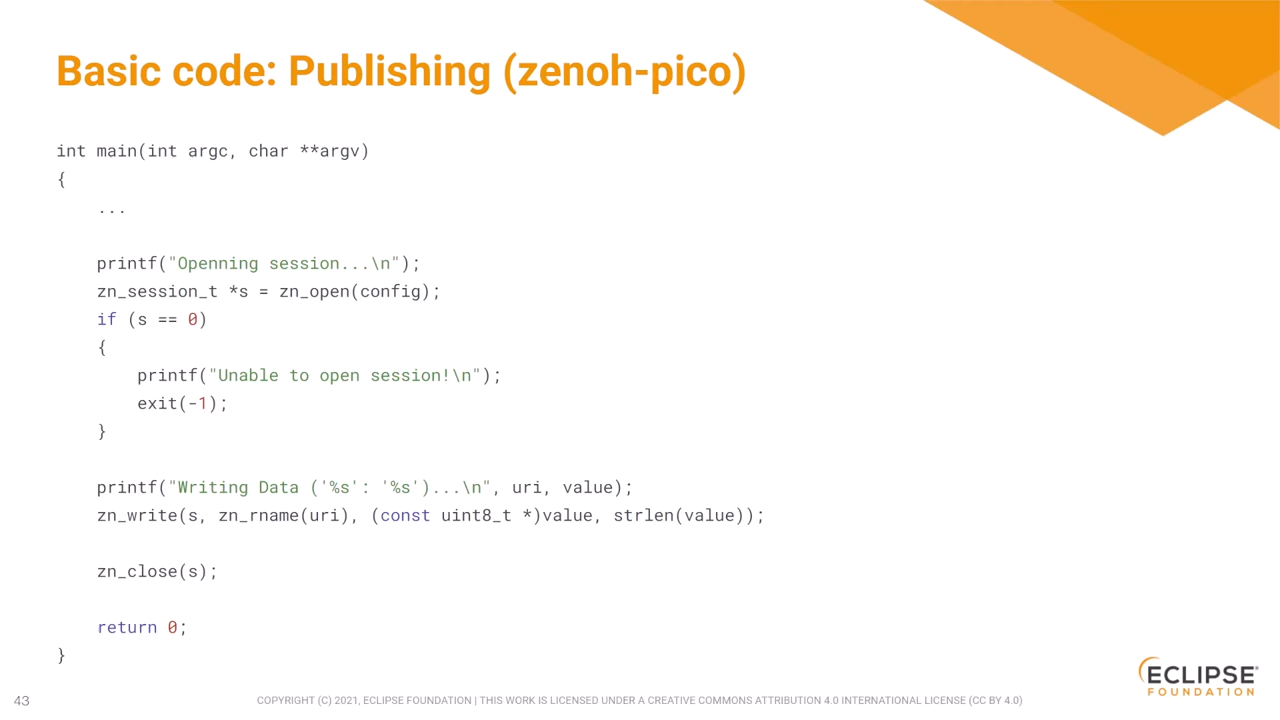 Basic code: Publishing (zenoh-pico)
int main(int argc, char **argv)
{
    ...
    printf("Openning session...\n");
    zn_session_t *s = zn_open(config);
    if (s == 0)
    {
        printf("Unable to open session!\n");
        exit(-1);
    }
    printf("Writing Data ('%s': '%s')...\n", uri, value);
    zn_write(s, zn_rname(uri), (const uint8_t *)value, strlen(value));
    zn_close(s);
    return 0;
}
43
COPYRIGHT (C) 2021, ECLIPSE FOUNDATION | THIS WORK IS LICENSED UNDER A CREATIVE COMMONS ATTRIBUTION 4.0 INTERNATIONAL LICENSE (CC BY 4.0)
ECLIPSE®
FOUNDATION